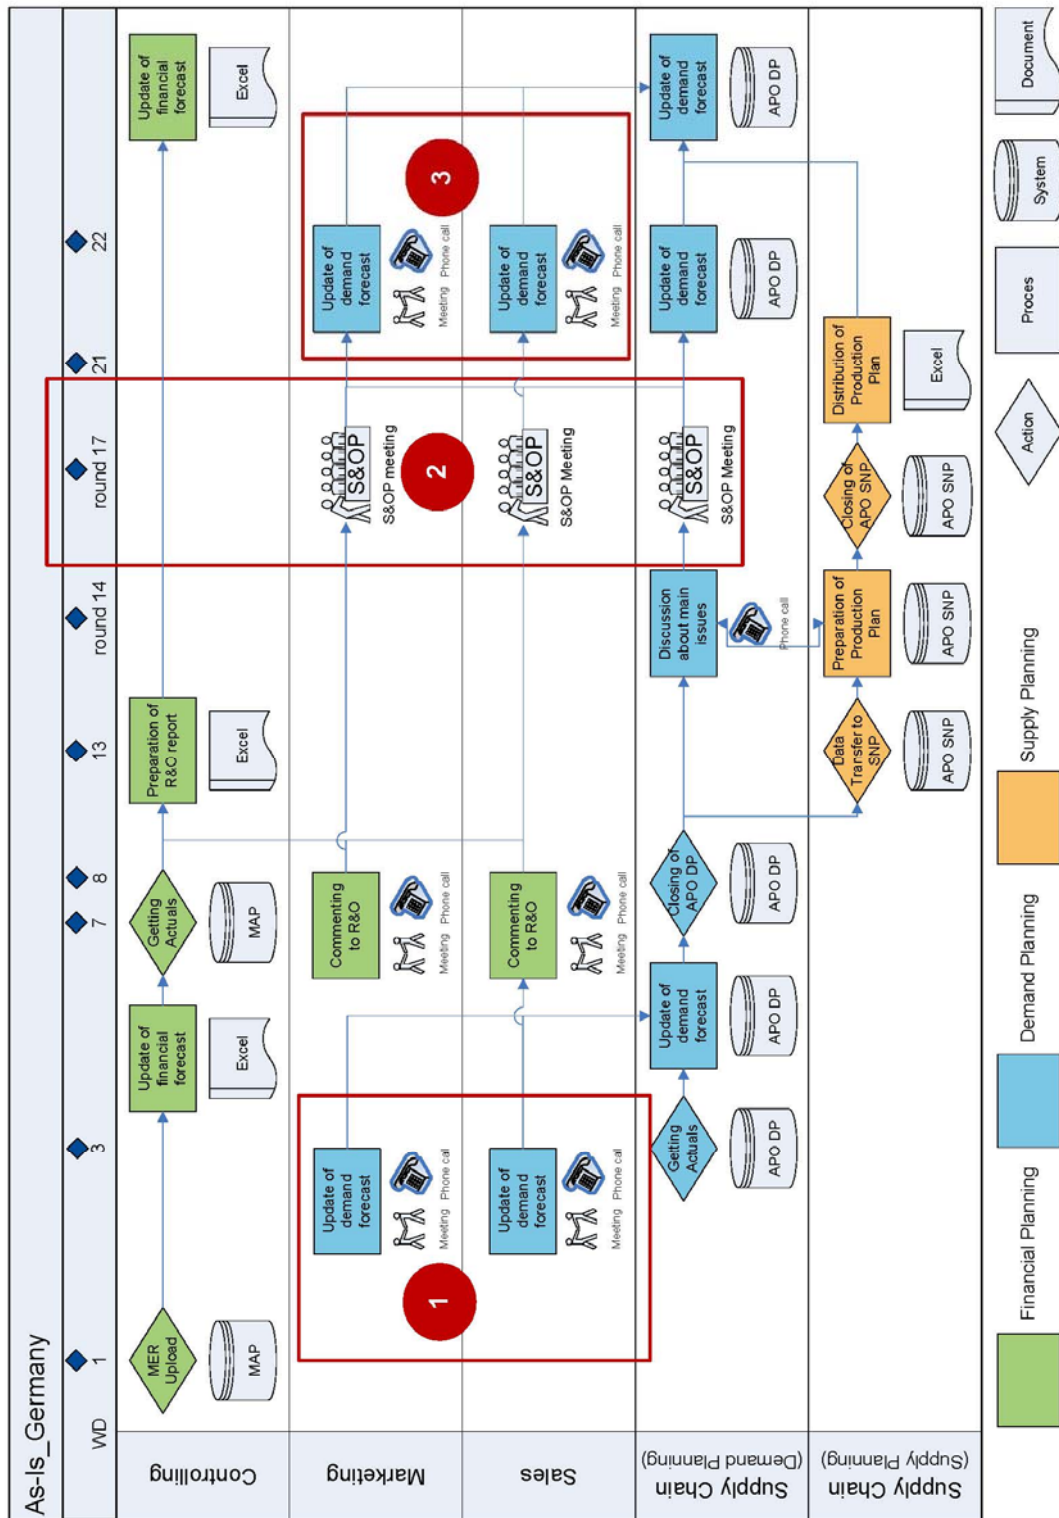 As-Is_Germany
WD
1
3
7
8
13
round 14
round 17
21
22
Controlling
MER
Upload
MAP
Update of
financial
forecast
Excel
Getting
Actuals
MAP
Preparation of
R&O report
Excel
Update of
financial
forecast
Excel
Marketing
Update of
demand
forecast
Meeting
Phone call
Commenting
to R&O
Meeting
Phone call
S&OP
S&OP meeting
Update of
demand
forecast
Meeting
Phone call
1
2
3
Sales
Update of
demand
forecast
Meeting
Phone call
Commenting
to R&O
Meeting
Phone call
S&OP
S&OP Meeting
Update of
demand
forecast
Meeting
Phone call
Supply Chain
(Demand Planning)
Getting
Actuals
APO DP
Update of
demand
forecast
APO DP
Closing of
APO DP
APO DP
Discussion
about main
issues
Phone call
S&OP
S&OP Meeting
Update of
demand
forecast
APO DP
Update of
demand
forecast
APO DP
Supply Chain
(Supply Planning)
Data
Transfer to
SNP
APO SNP
Preparation of
Production
Plan
APO SNP
Closing of
APO SNP
APO SNP
Distribution of
Production
Plan
Excel
Financial Planning
Demand Planning
Supply Planning
Action
Proces
System
Document